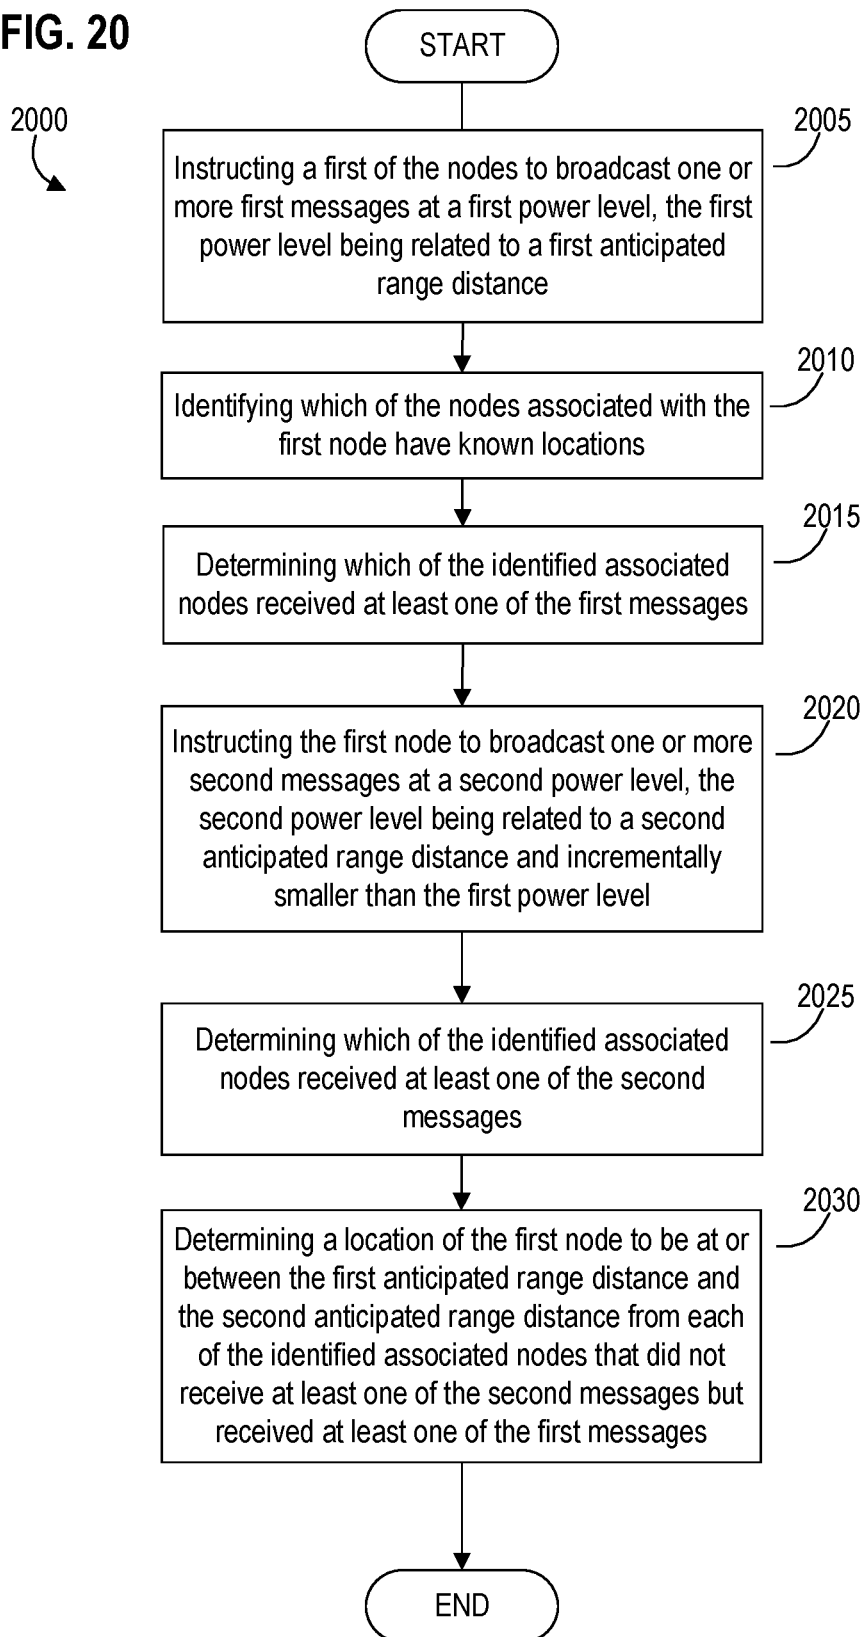 FIG. 20
START
2000
2005
Instructing a first of the nodes to broadcast one or
more first messages at a first power level, the first
power level being related to a first anticipated
range distance
2010
Identifying which of the nodes associated with the
first node have known locations
2015
Determining which of the identified associated
nodes received at least one of the first messages
2020
Instructing the first node to broadcast one or more
second messages at a second power level, the
second power level being related to a second
anticipated range distance and incrementally
smaller than the first power level
2025
Determining which of the identified associated
nodes received at least one of the second
messages
2030
Determining a location of the first node to be at or
between the first anticipated range distance and
the second anticipated range distance from each
of the identified associated nodes that did not
receive at least one of the second messages but
received at least one of the first messages
END